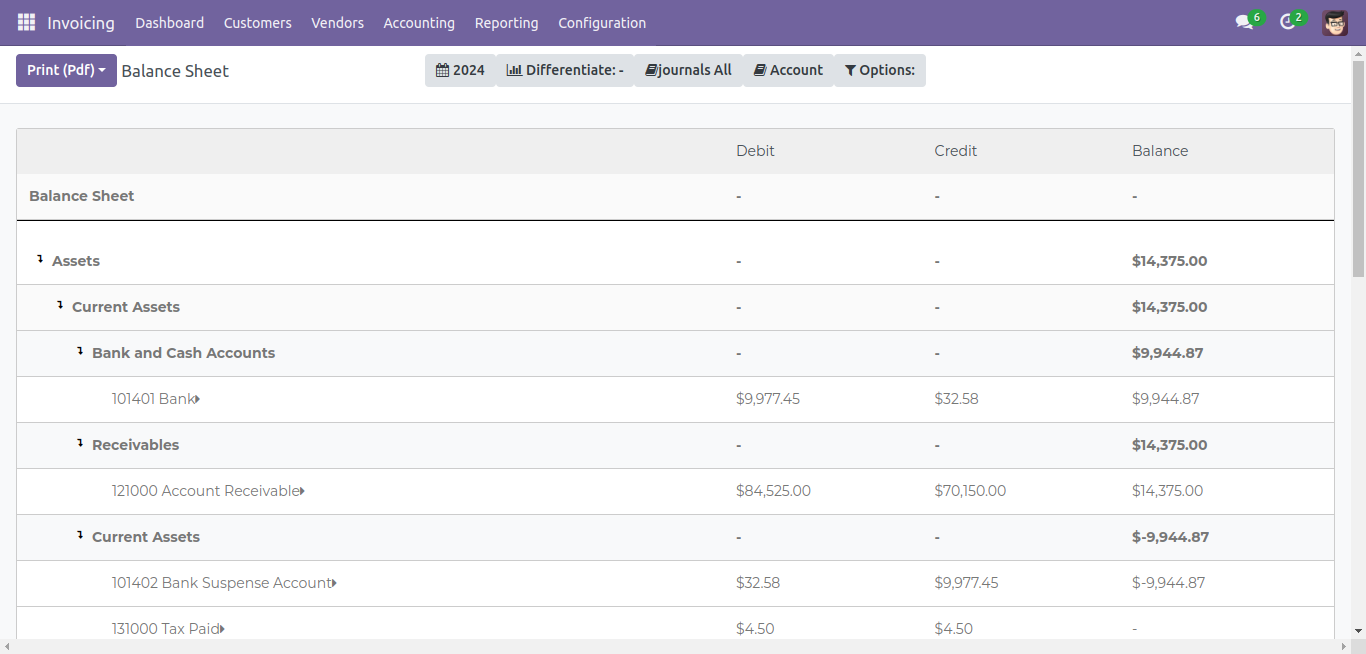 Invoicing Dashboard Customers Vendors Accounting Reporting Configuration 6 2
Print (Pdf) Balance Sheet 2024 Differentiate: - journals All Account Options:
Debit Credit Balance
Balance Sheet - - -
Assets - - $14,375.00
Current Assets - - $14,375.00
Bank and Cash Accounts - - $9,944.87
101401 Bank $9,977.45 $32.58 $9,944.87
Receivables - - $14,375.00
121000 Account Receivable $84,525.00 $70,150.00 $14,375.00
Current Assets - - $-9,944.87
101402 Bank Suspense Account $32.58 $9,977.45 $-9,944.87
131000 Tax Paid $4.50 $4.50 -